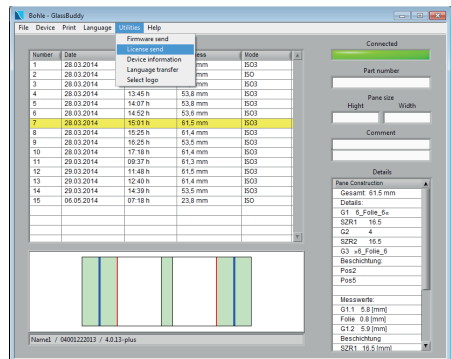 Bohle - GlassBuddy
File Device Print Language Utilities Help
Firmware send
License send
Device information
Language transfer
Select logo
Number Date ess Mode
1 28.03.2014 mm ISO3
2 28.03.2014 mm ISO
3 28.03.2014 mm ISO3
4 28.03.2014 13:45 h 53,8 mm ISO3
5 28.03.2014 14:07 h 53,8 mm ISO3
6 28.03.2014 14:52 h 53,6 mm ISO3
7 28.03.2014 15:01 h 61,5 mm ISO3
8 28.03.2014 15:25 h 61,4 mm ISO3
9 28.03.2014 16:25 h 53,5 mm ISO3
10 28.03.2014 17:18 h 61,4 mm ISO3
11 28.03.2014 09:37 h 61,3 mm ISO3
12 29.03.2014 11:48 h 61,5 mm ISO3
13 29.03.2014 12:40 h 61,4 mm ISO3
14 29.03.2014 14:39 h 53,5 mm ISO3
15 06.05.2014 07:18 h 23,8 mm ISO
Name1 / 04001222013 / 4.0.13-plus
Connected
Part number
Pane size
Hight Width
Comment
Details
Pane Construction
Gesamt: 61.5 mm
Details:
G1 6_Folie_6«
SZR1 16.5
G2 4
SZR2 16.5
G3 »6_Folie_6
Beschichtung:
Pos2
Pos5
Messwerte:
G1.1 5.8 [mm]
Folie 0.8 [mm]
G1.2 5.9 [mm]
Beschichtung
SZR1 16.5 [mm]